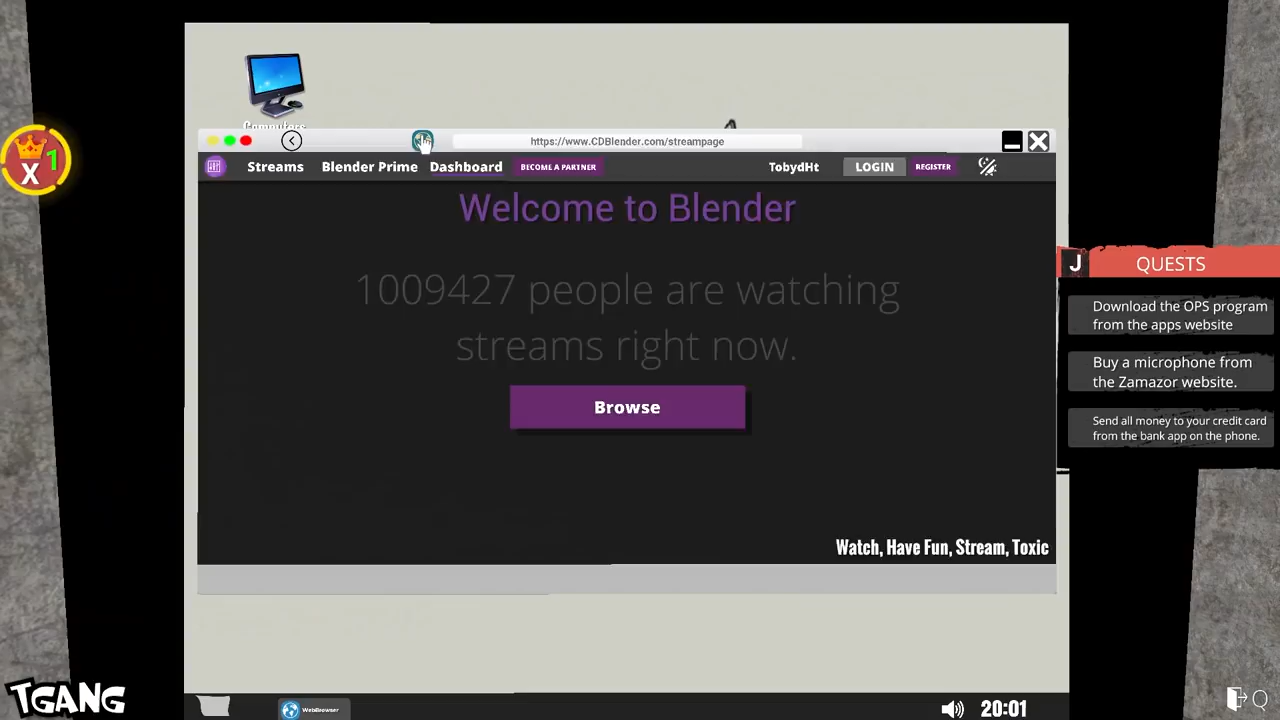 Computers
https://www.CDBlender.com/streampage
Streams Blender Prime Dashboard BECOME A PARTNER TobydHt LOGIN REGISTER
Welcome to Blender
1009427 people are watching
streams right now.
Browse
Watch, Have Fun, Stream, Toxic
X 1
J QUESTS
Download the OPS program
from the apps website
Buy a microphone from
the Zamazor website.
Send all money to your credit card
from the bank app on the phone.
TGANG
WebBrowser
20:01
Q